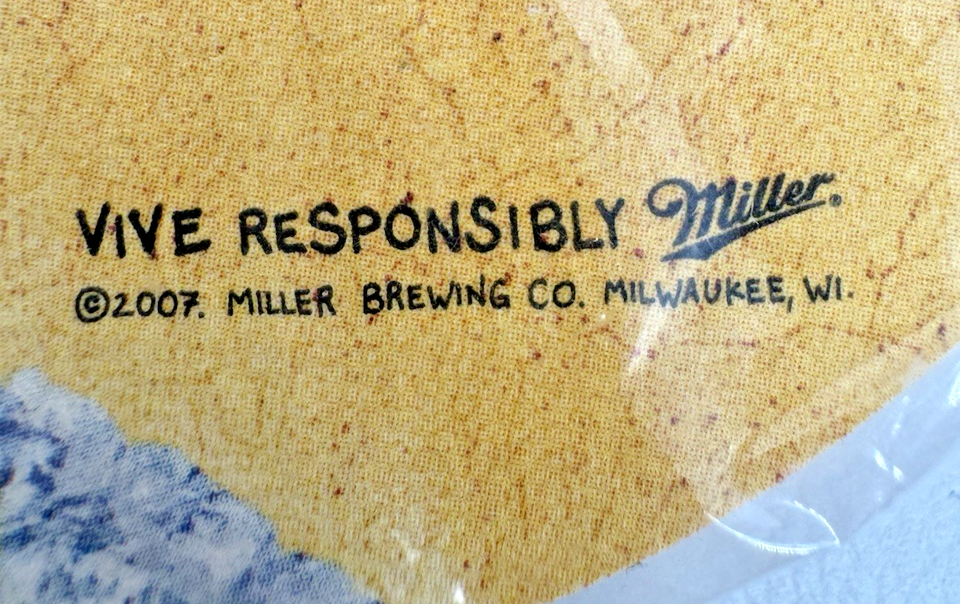 VIVE RESPONSIBLY Miller®
©2007. MILLER BREWING CO. MILWAUKEE, WI.